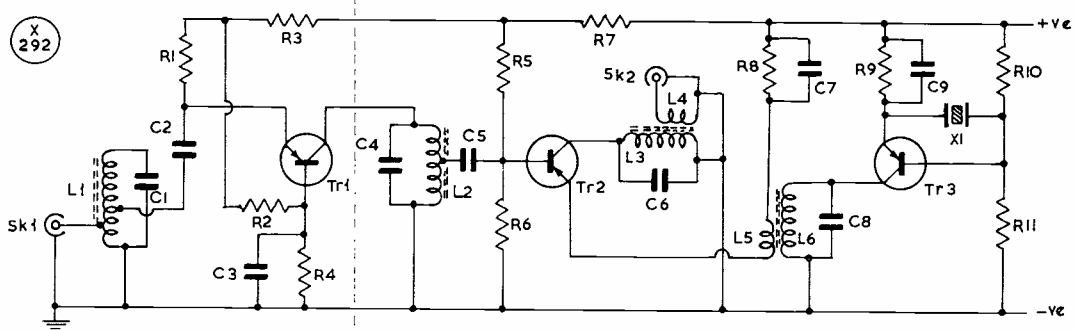 X
292
R3
R7
+Ve
R1
R5
Sk2
R8
C7
R9
C9
R10
L4
C2
C4
C5
L3
X1
L1
C1
Tr1
L2
Tr2
C6
Tr3
Sk1
R2
R6
L5
L6
C8
R11
C3
R4
-Ve